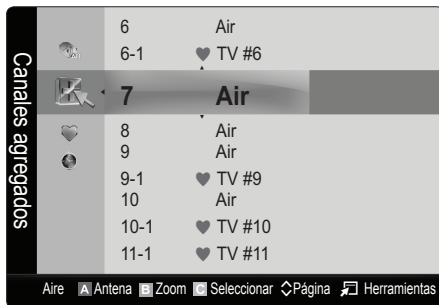 Canales agregados
6 Air
6-1 ♥ TV #6
7 Air
8 Air
9 Air
9-1 ♥ TV #9
10 Air
10-1 ♥ TV #10
11-1 ♥ TV #11
Aire A Antena B Zoom C Seleccionar Página Herramientas